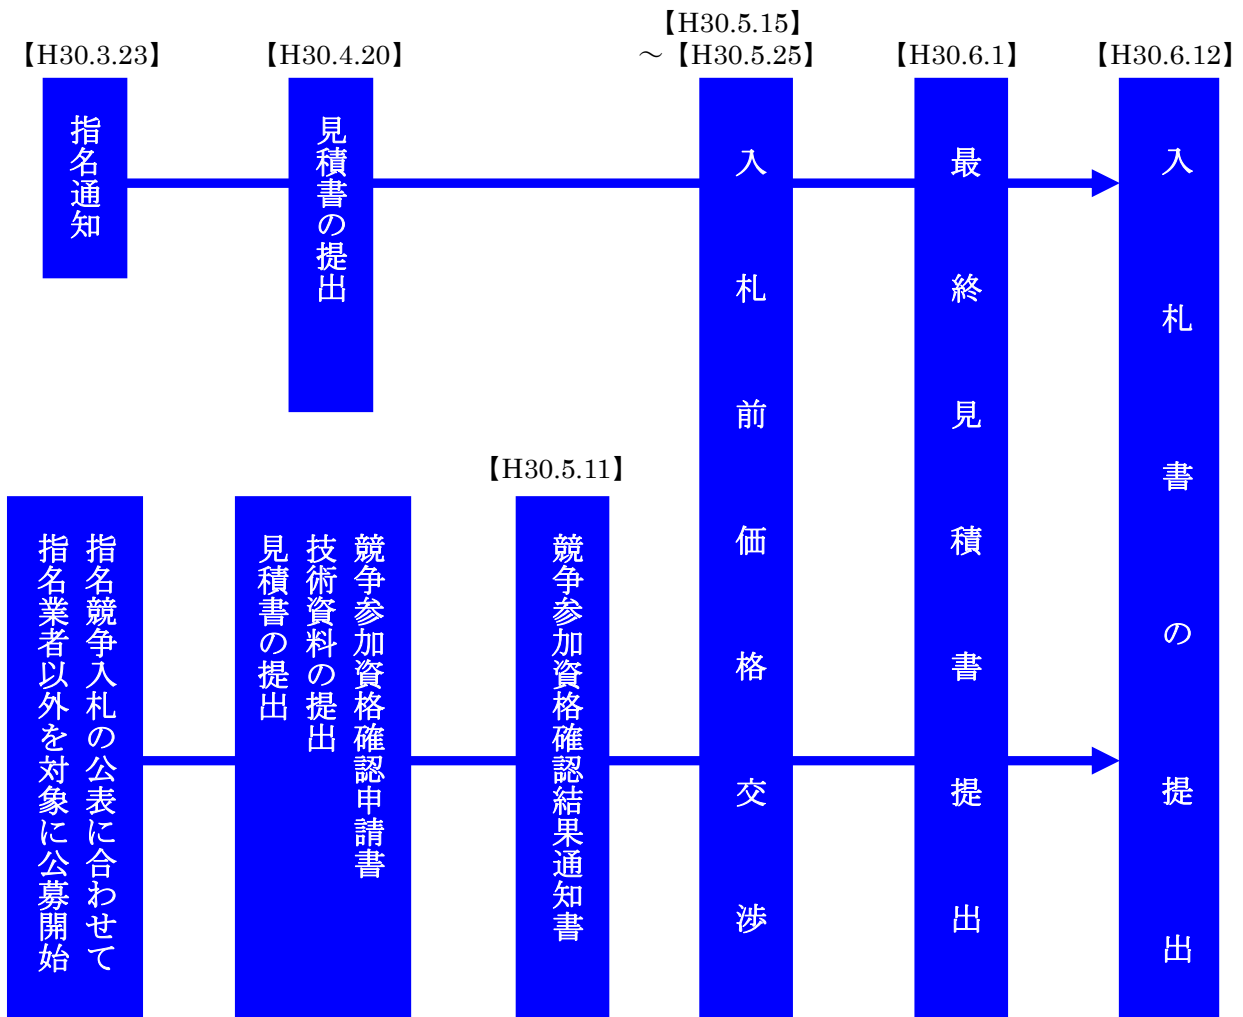 【H30.3.23】
指名通知
【H30.4.20】
見積書の提出
【H30.5.15】
～【H30.5.25】
入札前価格交渉
【H30.6.1】
最終見積書提出
【H30.6.12】
入札書の提出
指名競争入札の公表に合わせて
指名業者以外を対象に公募開始
競争参加資格確認申請書
技術資料の提出
見積書の提出
【H30.5.11】
競争参加資格確認結果通知書